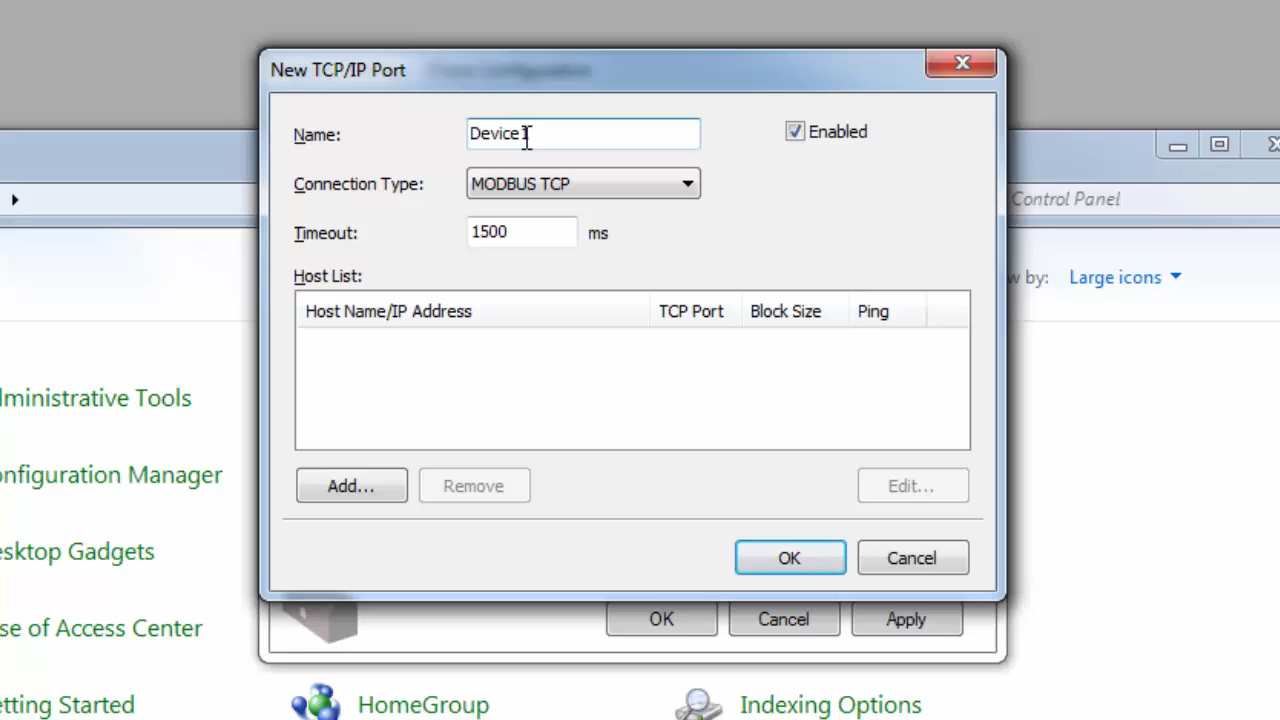 New TCP/IP Port
Name:
Device1
Enabled
Connection Type:
MODBUS TCP
Timeout:
1500
ms
Host List:
Host Name/IP Address
TCP Port
Block Size
Ping
Add...
Remove
Edit...
OK
Cancel
OK
Cancel
Apply
Control Panel
w by:
Large icons
dministrative Tools
onfiguration Manager
esktop Gadgets
se of Access Center
etting Started
HomeGroup
Indexing Options